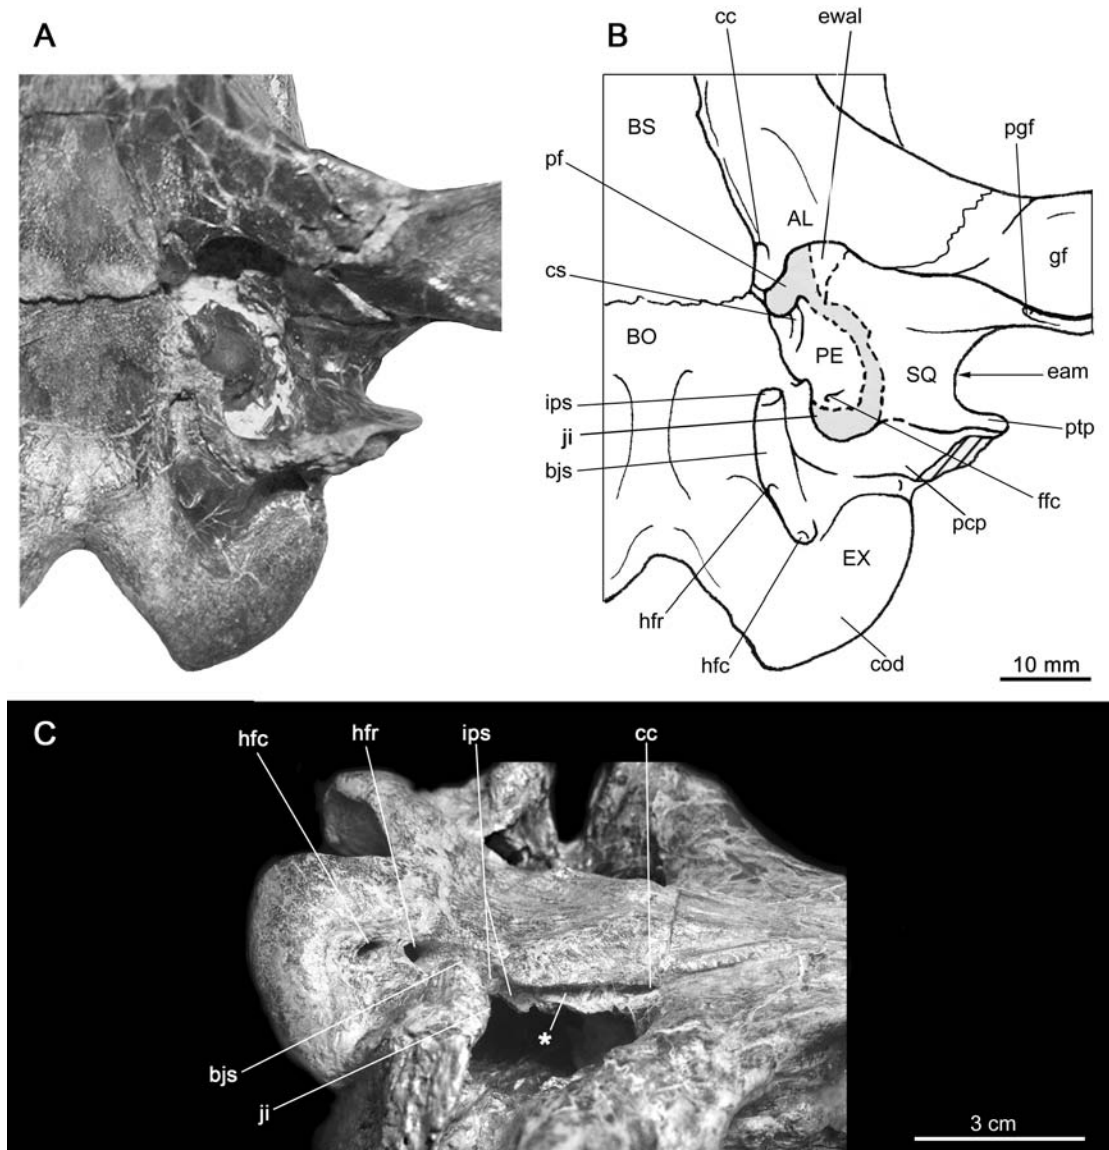 A
B
cc
ewal
BS
pgf
pf
AL
gf
cs
BO
PE
SQ
eam
ips
ji
ptp
bjs
ffc
pcp
EX
hfr
hfc
cod
10 mm
C
hfc
hfr
ips
cc
*
bjs
ji
3 cm